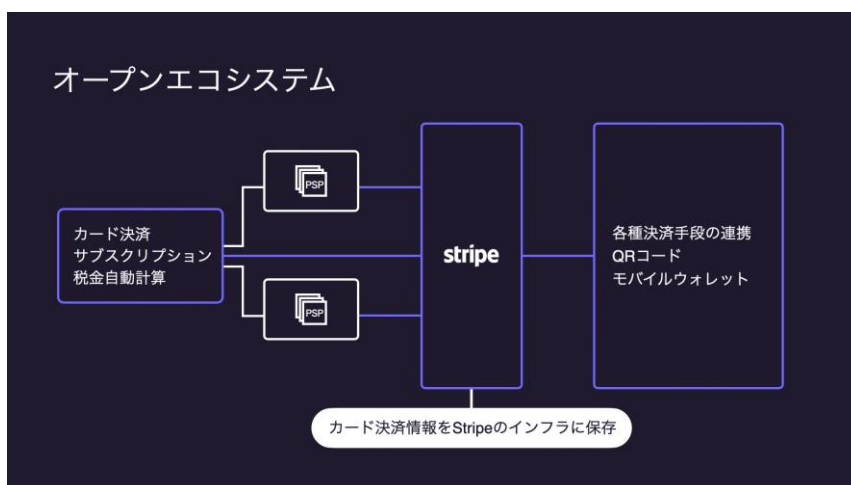 オープンエコシステム
PSP
カード決済
サブスクリプション
税金自動計算
stripe
各種決済手段の連携
QRコード
モバイルウォレット
PSP
カード決済情報をStripeのインフラに保存